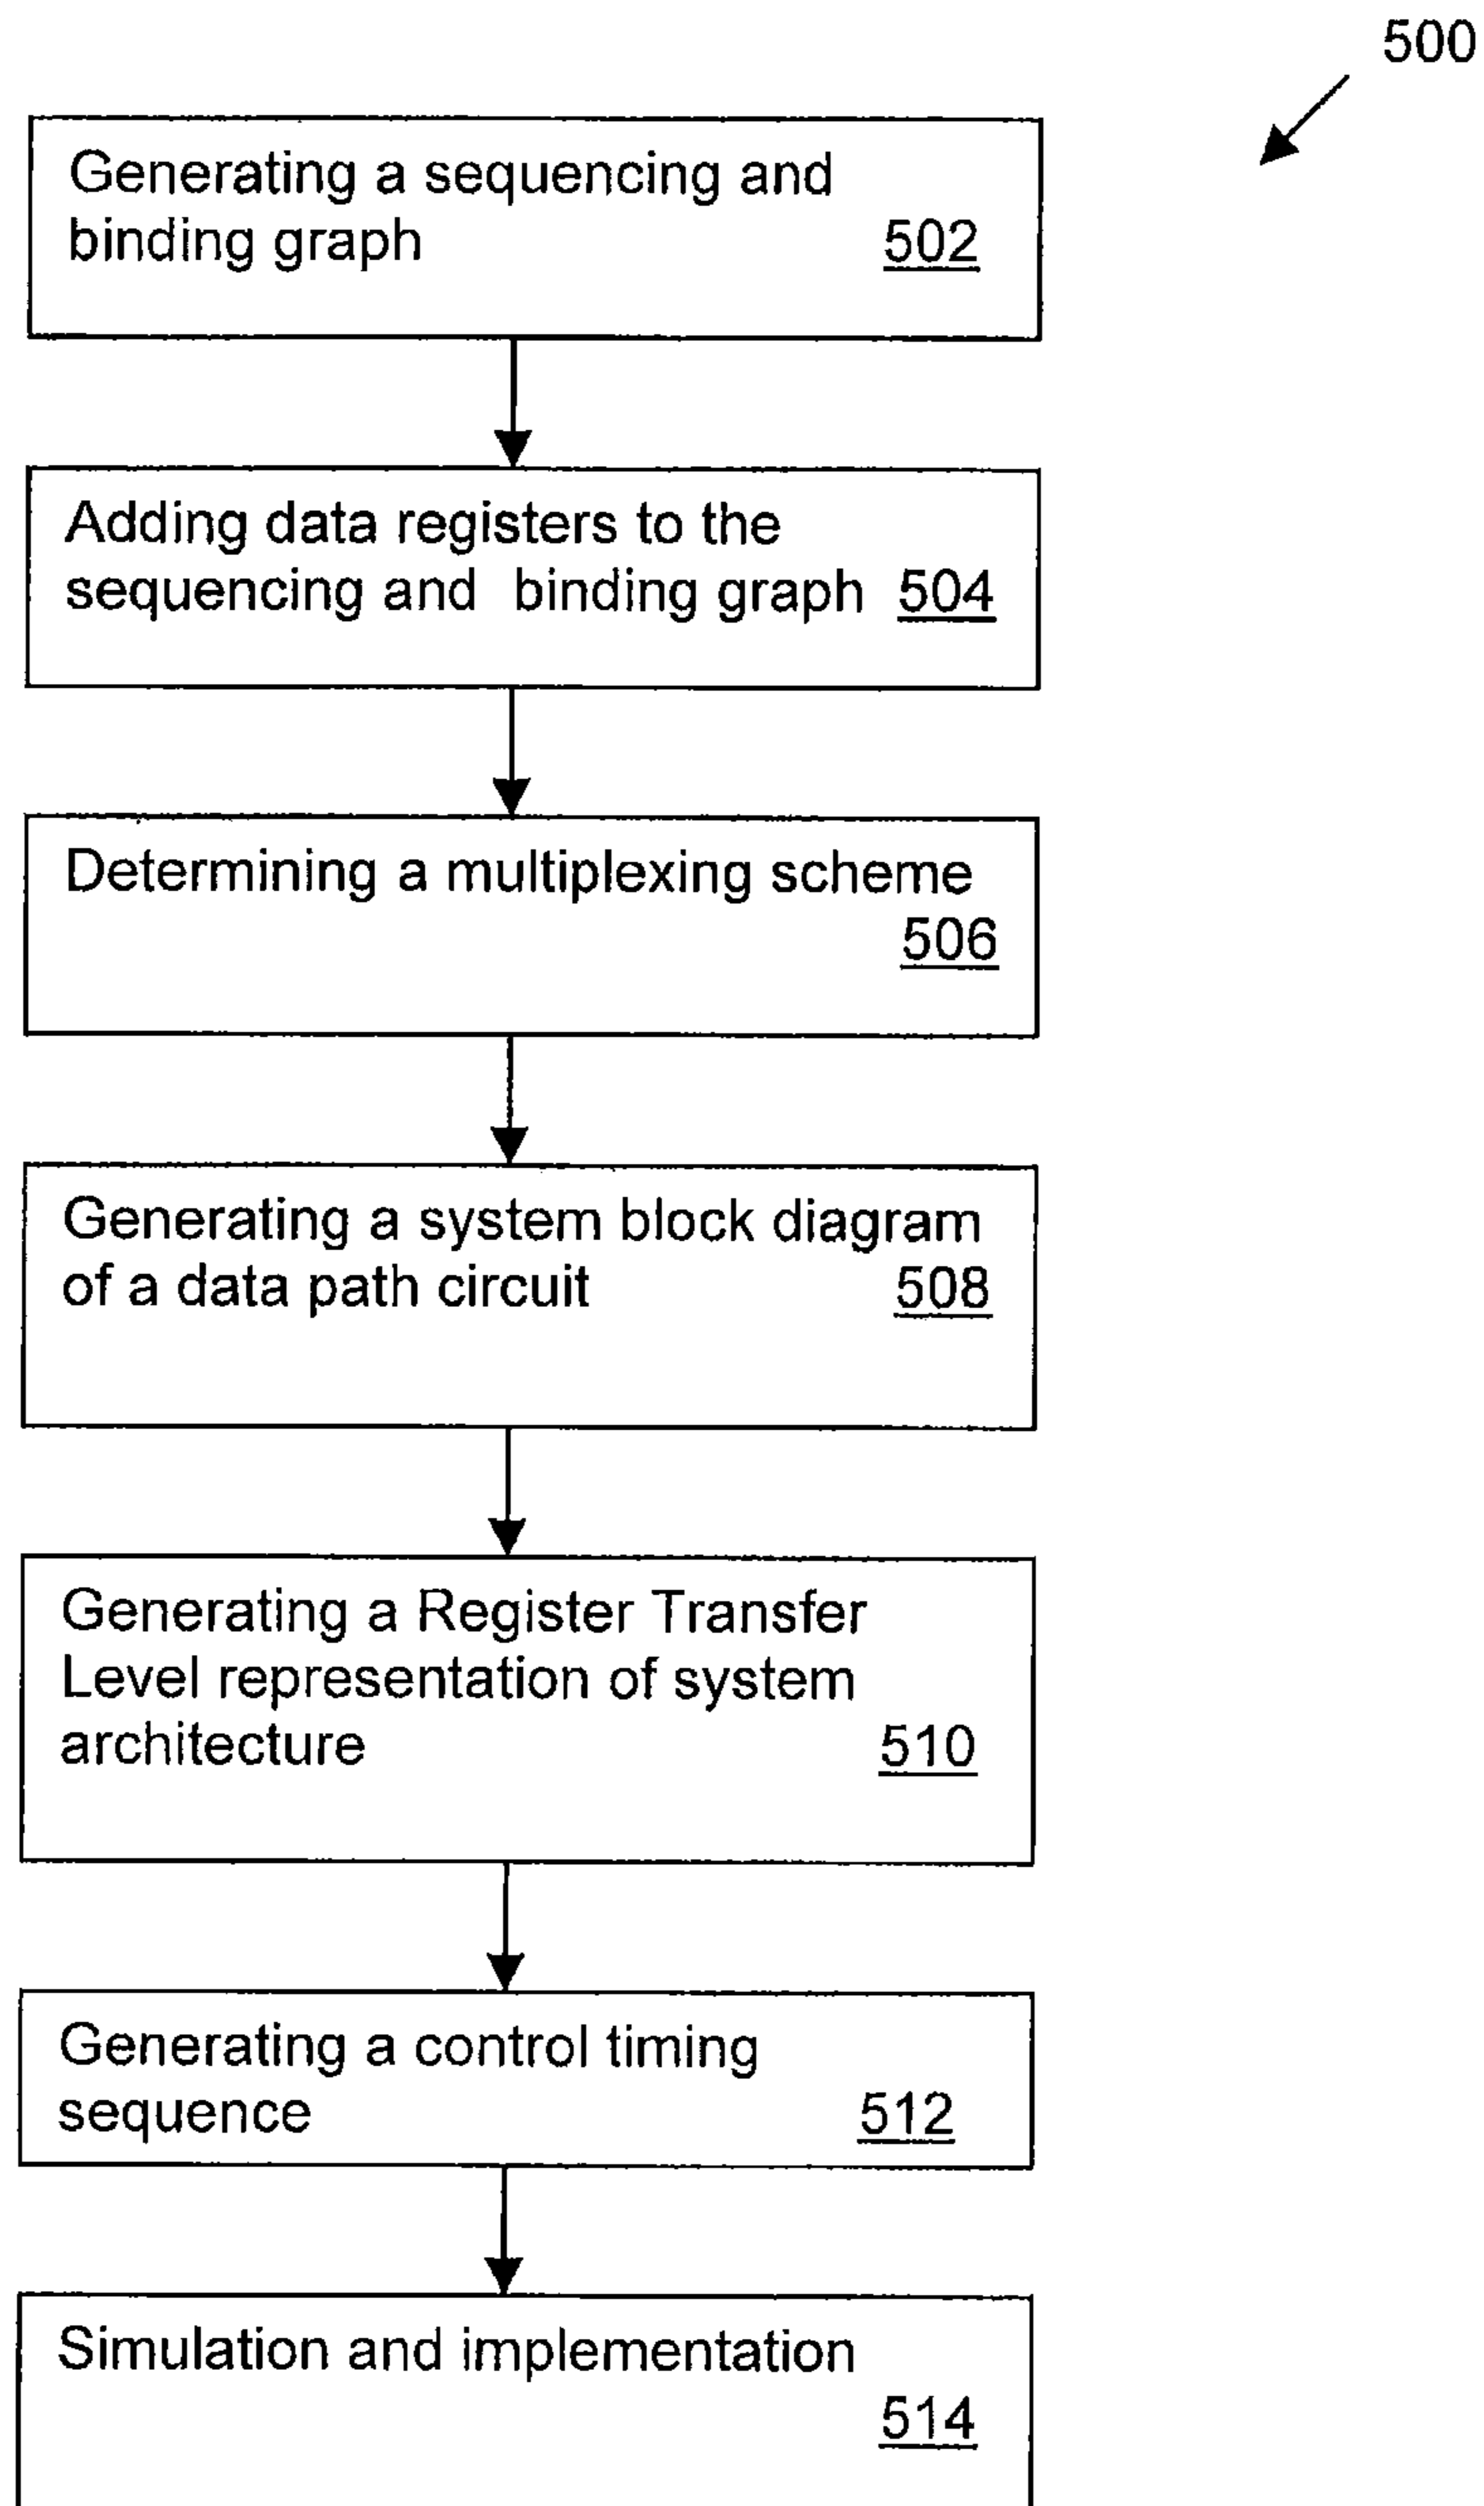 500
Generating a sequencing and
binding graph 502
Adding data registers to the
sequencing and binding graph 504
Determining a multiplexing scheme
506
Generating a system block diagram
of a data path circuit 508
Generating a Register Transfer
Level representation of system
architecture 510
Generating a control timing
sequence 512
Simulation and implementation
514